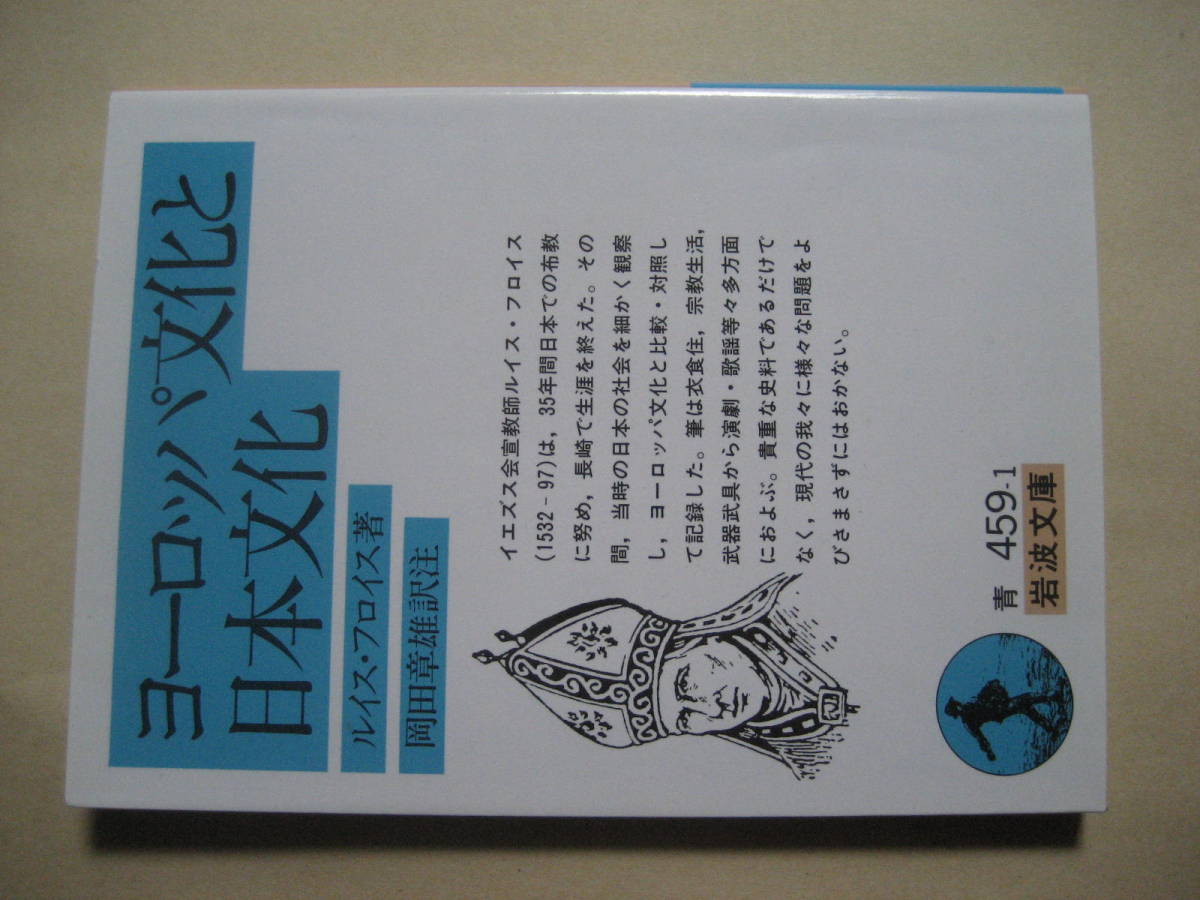 ヨーロッパ文化と
日本文化
ルイス・フロイス著
岡田章雄訳注
イエズス会宣教師ルイス・フロイス
(1532-97)は，35年間日本での布教
に努め，長崎で生涯を終えた。その
間，当時の日本の社会を細かく観察
し，ヨーロッパ文化と比較・対照し
て記録した。筆は衣食住，宗教生活，
武器武具から演劇・歌謡等々多方面
におよぶ。貴重な史料であるだけで
なく，現代の我々に様々な問題をよ
びさまさずにはおかない。
青 459-1
岩波文庫